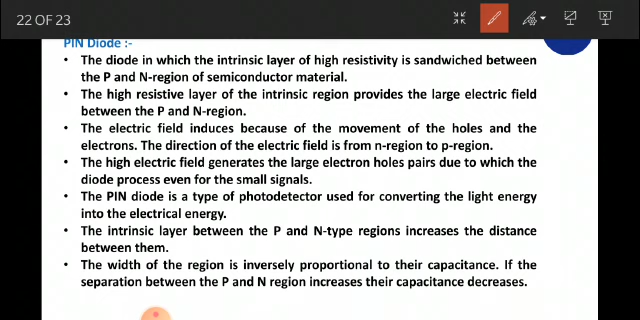 22 OF 23
PIN Diode :-
• The diode in which the intrinsic layer of high resistivity is sandwiched between
the P and N-region of semiconductor material.
• The high resistive layer of the intrinsic region provides the large electric field
between the P and N-region.
• The electric field induces because of the movement of the holes and the
electrons. The direction of the electric field is from n-region to p-region.
• The high electric field generates the large electron holes pairs due to which the
diode process even for the small signals.
• The PIN diode is a type of photodetector used for converting the light energy
into the electrical energy.
• The intrinsic layer between the P and N-type regions increases the distance
between them.
• The width of the region is inversely proportional to their capacitance. If the
separation between the P and N region increases their capacitance decreases.